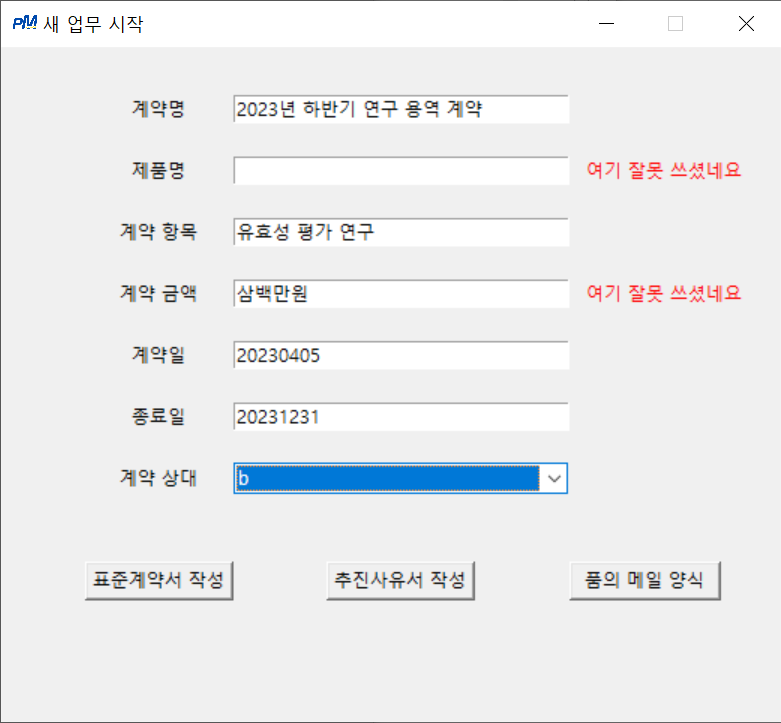 PM 새 업무 시작
계약명 2023년 하반기 연구 용역 계약
제품명 여기 잘못 쓰셨네요
계약 항목 유효성 평가 연구
계약 금액 삼백만원 여기 잘못 쓰셨네요
계약일 20230405
종료일 20231231
계약 상대 b
표준계약서 작성 추진사유서 작성 품의 메일 양식